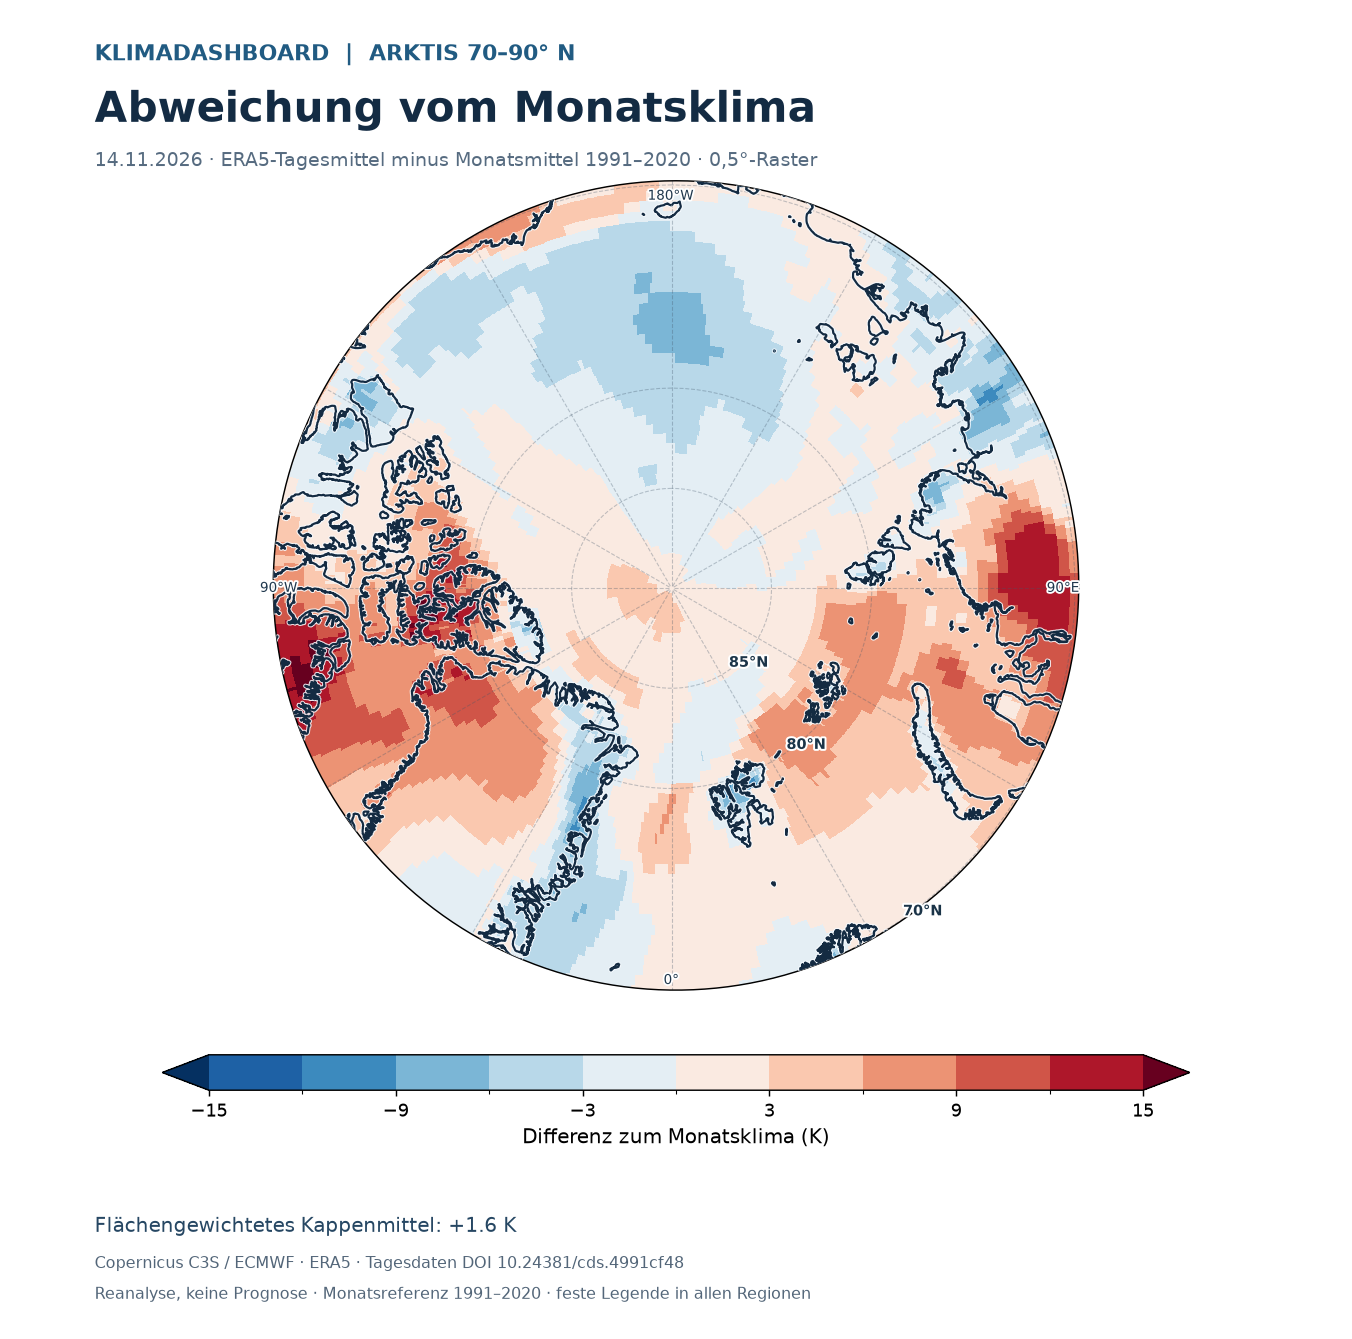 KLIMADASHBOARD | ARKTIS 70–90° N
Abweichung vom Monatsklima
14.11.2026 · ERA5-Tagesmittel minus Monatsmittel 1991–2020 · 0,5°-Raster
180°W
90°W
90°E
85°N
80°N
70°N
0°
−15 −9 −3 3 9 15
Differenz zum Monatsklima (K)
Flächengewichtetes Kappenmittel: +1.6 K
Copernicus C3S / ECMWF · ERA5 · Tagesdaten DOI 10.24381/cds.4991cf48
Reanalyse, keine Prognose · Monatsreferenz 1991–2020 · feste Legende in allen Regionen